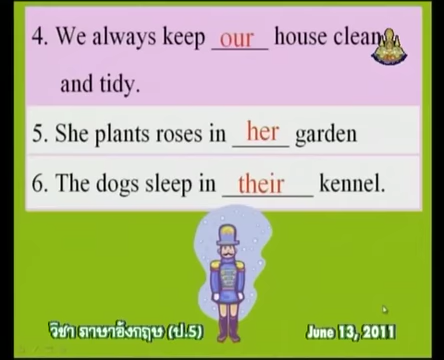 4. We always keep our house clean
and tidy.
5. She plants roses in her garden
6. The dogs sleep in their kennel.
วิชา ภาษาอังกฤษ (ป.5)
June 13, 2011